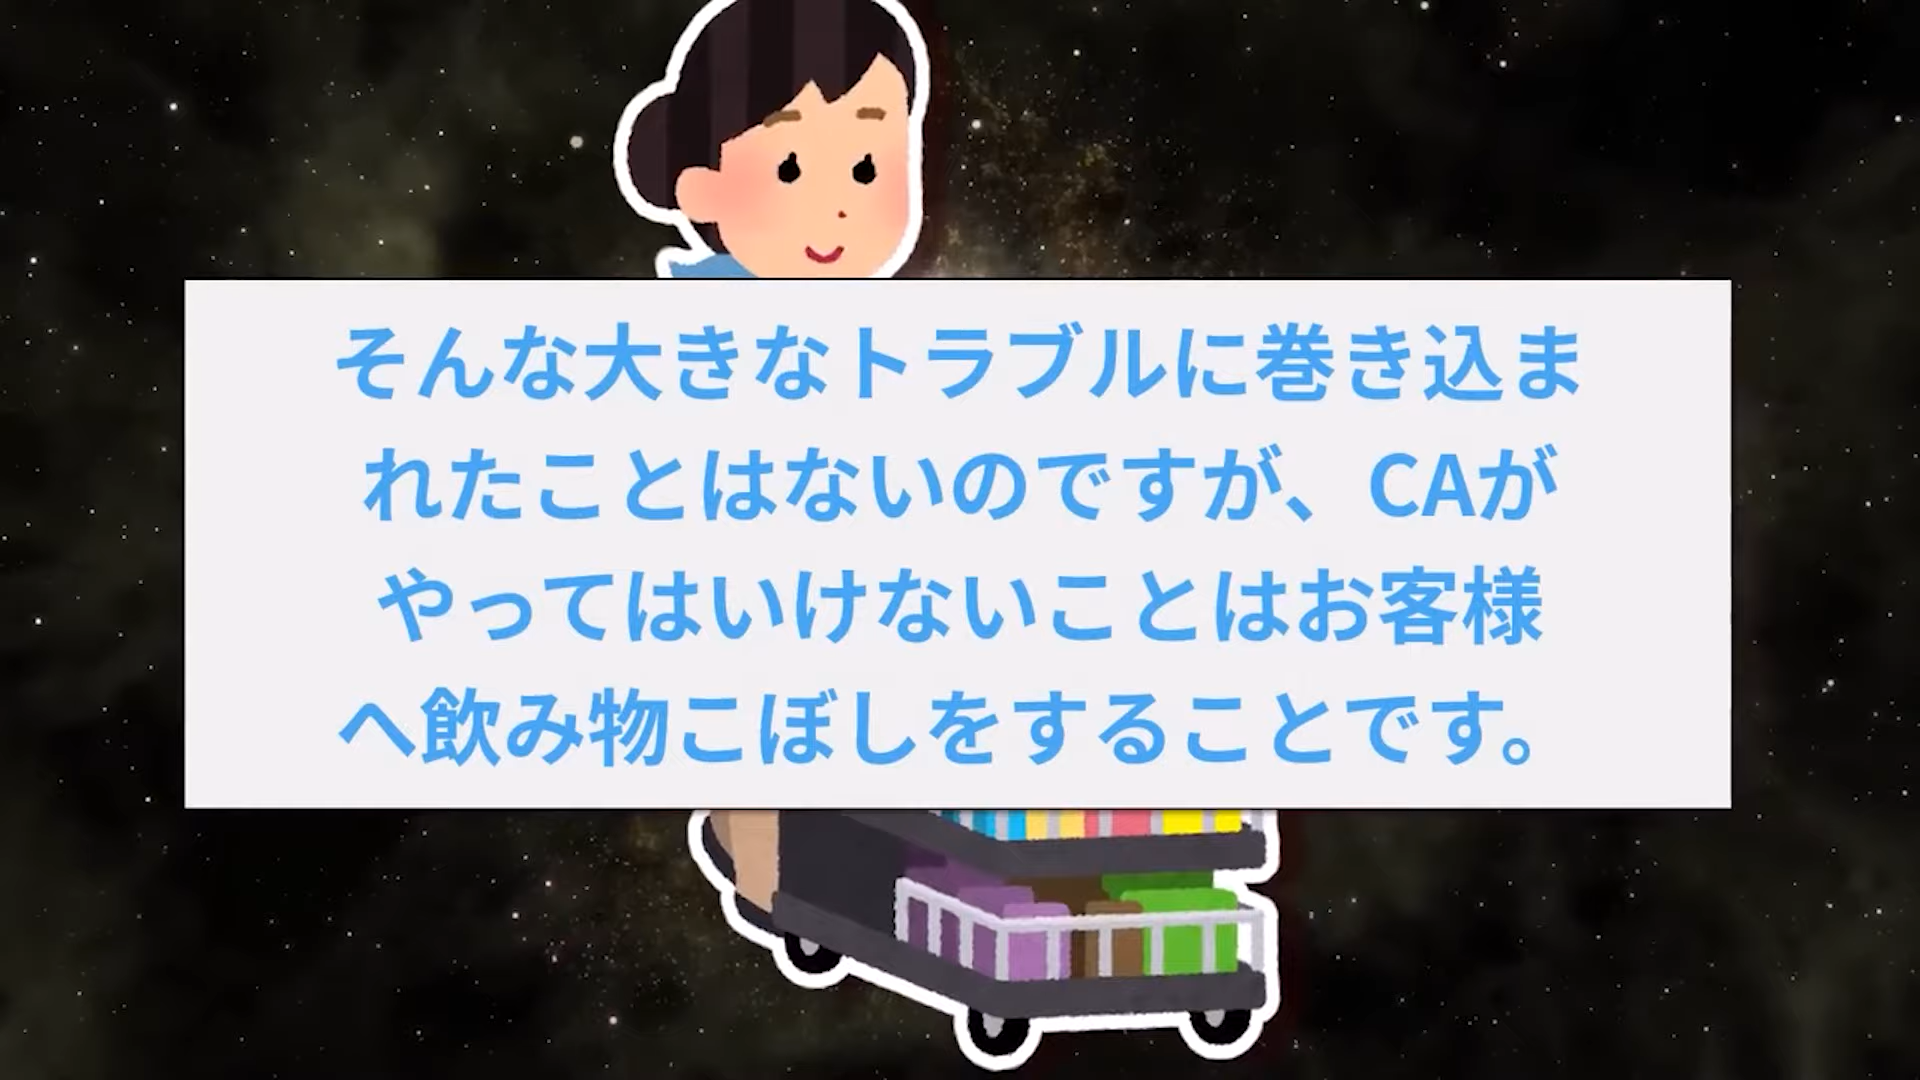 そんな大きなトラブルに巻き込ま
れたことはないのですが、CAが
やってはいけないことはお客様
へ飲み物こぼしをすることです。